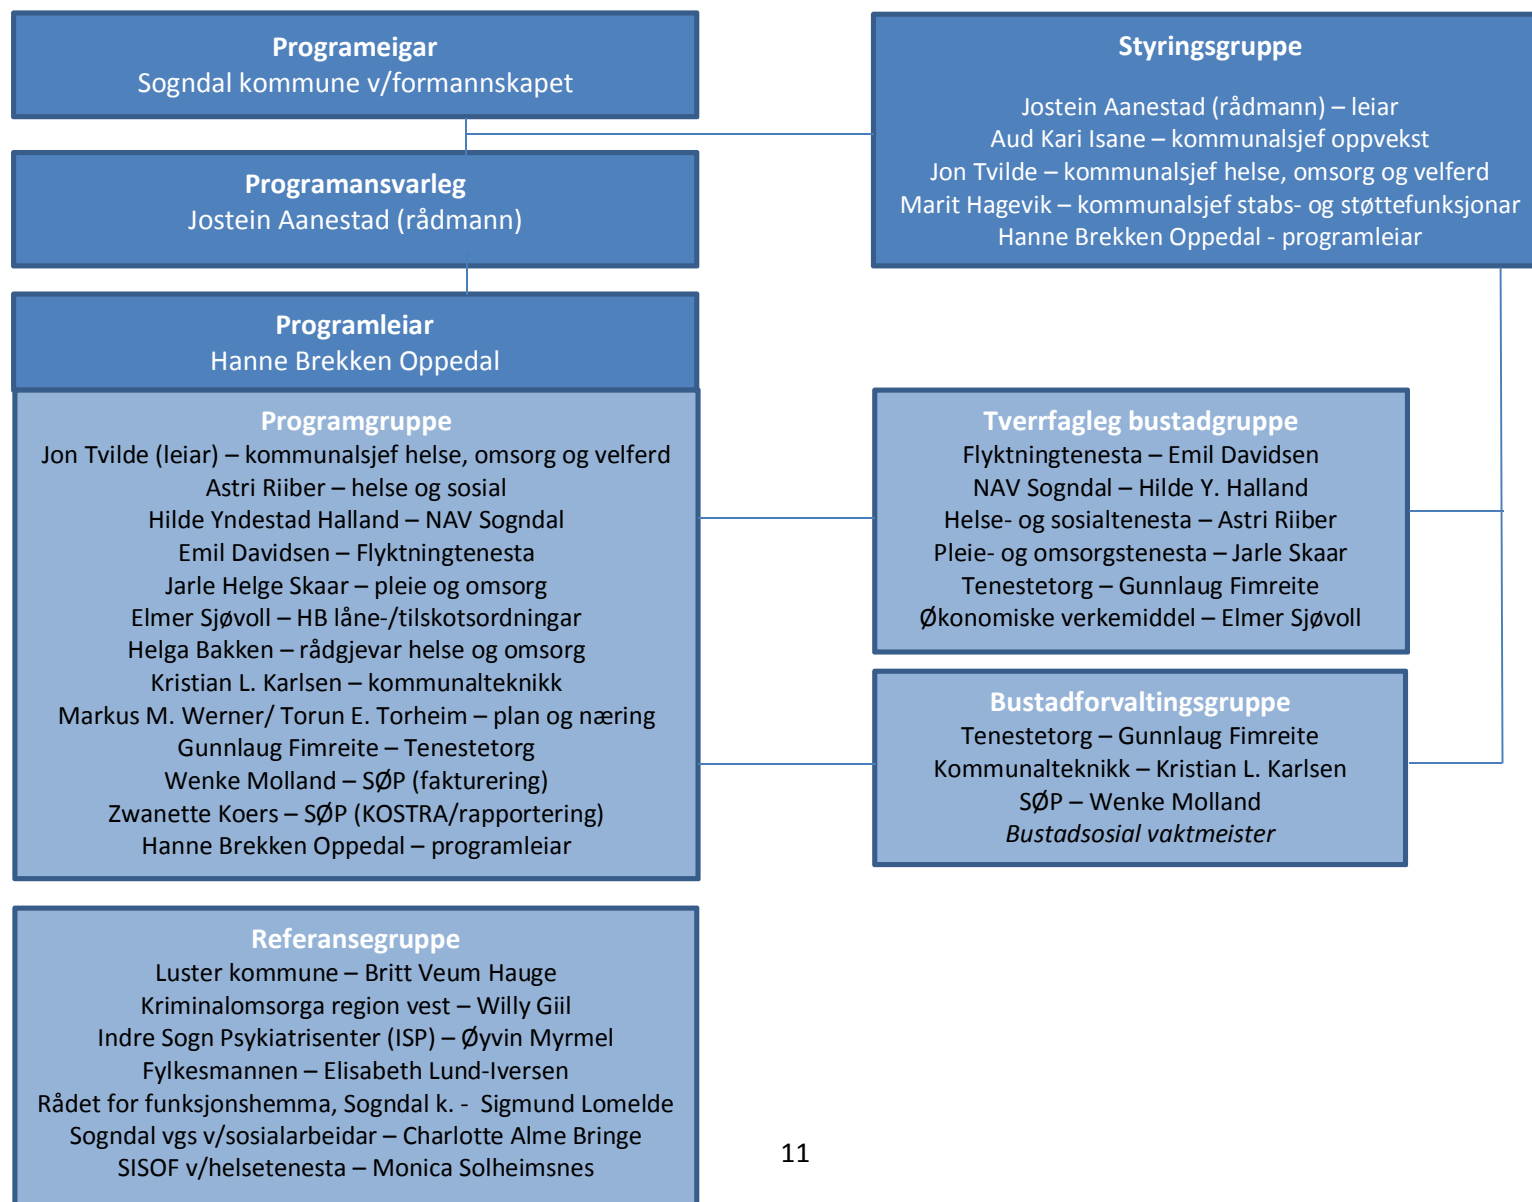 Programeigar
Sogndal kommune v/formannskapet
Styringsgruppe
Jostein Aanestad (rådmann) – leiar
Aud Kari Isane – kommunalsjef oppvekst
Jon Tvilde – kommunalsjef helse, omsorg og velferd
Marit Hagevik – kommunalsjef stabs- og støttefunksjonar
Hanne Brekken Oppedal - programleiar
Programansvarleg
Jostein Aanestad (rådmann)
Programleiar
Hanne Brekken Oppedal
Programgruppe
Jon Tvilde (leiar) – kommunalsjef helse, omsorg og velferd
Astri Riiber – helse og sosial
Hilde Yndestad Halland – NAV Sogndal
Emil Davidsen – Flyktningtenesta
Jarle Helge Skaar – pleie og omsorg
Elmer Sjøvoll – HB låne-/tilskotsordningar
Helga Bakken – rådgjevar helse og omsorg
Kristian L. Karlsen – kommunalteknikk
Markus M. Werner/ Torun E. Torheim – plan og næring
Gunnlaug Fimreite – Tenestetorg
Wenke Molland – SØP (fakturering)
Zwanette Koers – SØP (KOSTRA/rapportering)
Hanne Brekken Oppedal – programleiar
Tverrfagleg bustadgruppe
Flyktningtenesta – Emil Davidsen
NAV Sogndal – Hilde Y. Halland
Helse- og sosialtenesta – Astri Riiber
Pleie- og omsorgstenesta – Jarle Skaar
Tenestetorg – Gunnlaug Fimreite
Økonomiske verkemiddel – Elmer Sjøvoll
Bustadforvaltingsgruppe
Tenestetorg – Gunnlaug Fimreite
Kommunalteknikk – Kristian L. Karlsen
SØP – Wenke Molland
Bustadsosial vaktmeister
Referansegruppe
Luster kommune – Britt Veum Hauge
Kriminalomsorga region vest – Willy Giil
Indre Sogn Psykiatrisenter (ISP) – Øyvin Myrmel
Fylkesmannen – Elisabeth Lund-Iversen
Rådet for funksjonshemma, Sogndal k. - Sigmund Lomelde
Sogndal vgs v/sosialarbeidar – Charlotte Alme Bringe
SISOF v/helsetenesta – Monica Solheimsnes
11